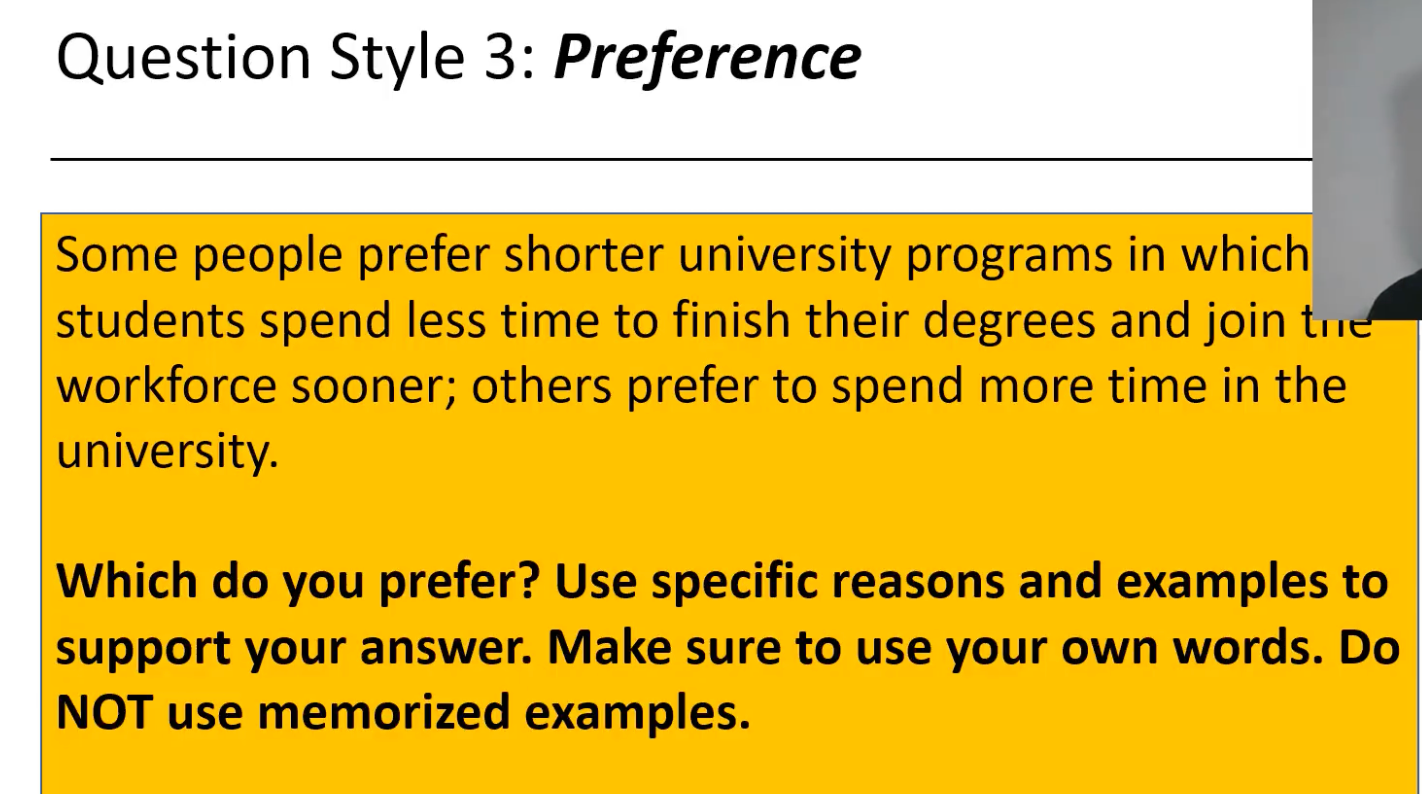 Question Style 3: Preference
Some people prefer shorter university programs in which
students spend less time to finish their degrees and join the
workforce sooner; others prefer to spend more time in the
university.
Which do you prefer? Use specific reasons and examples to
support your answer. Make sure to use your own words. Do
NOT use memorized examples.